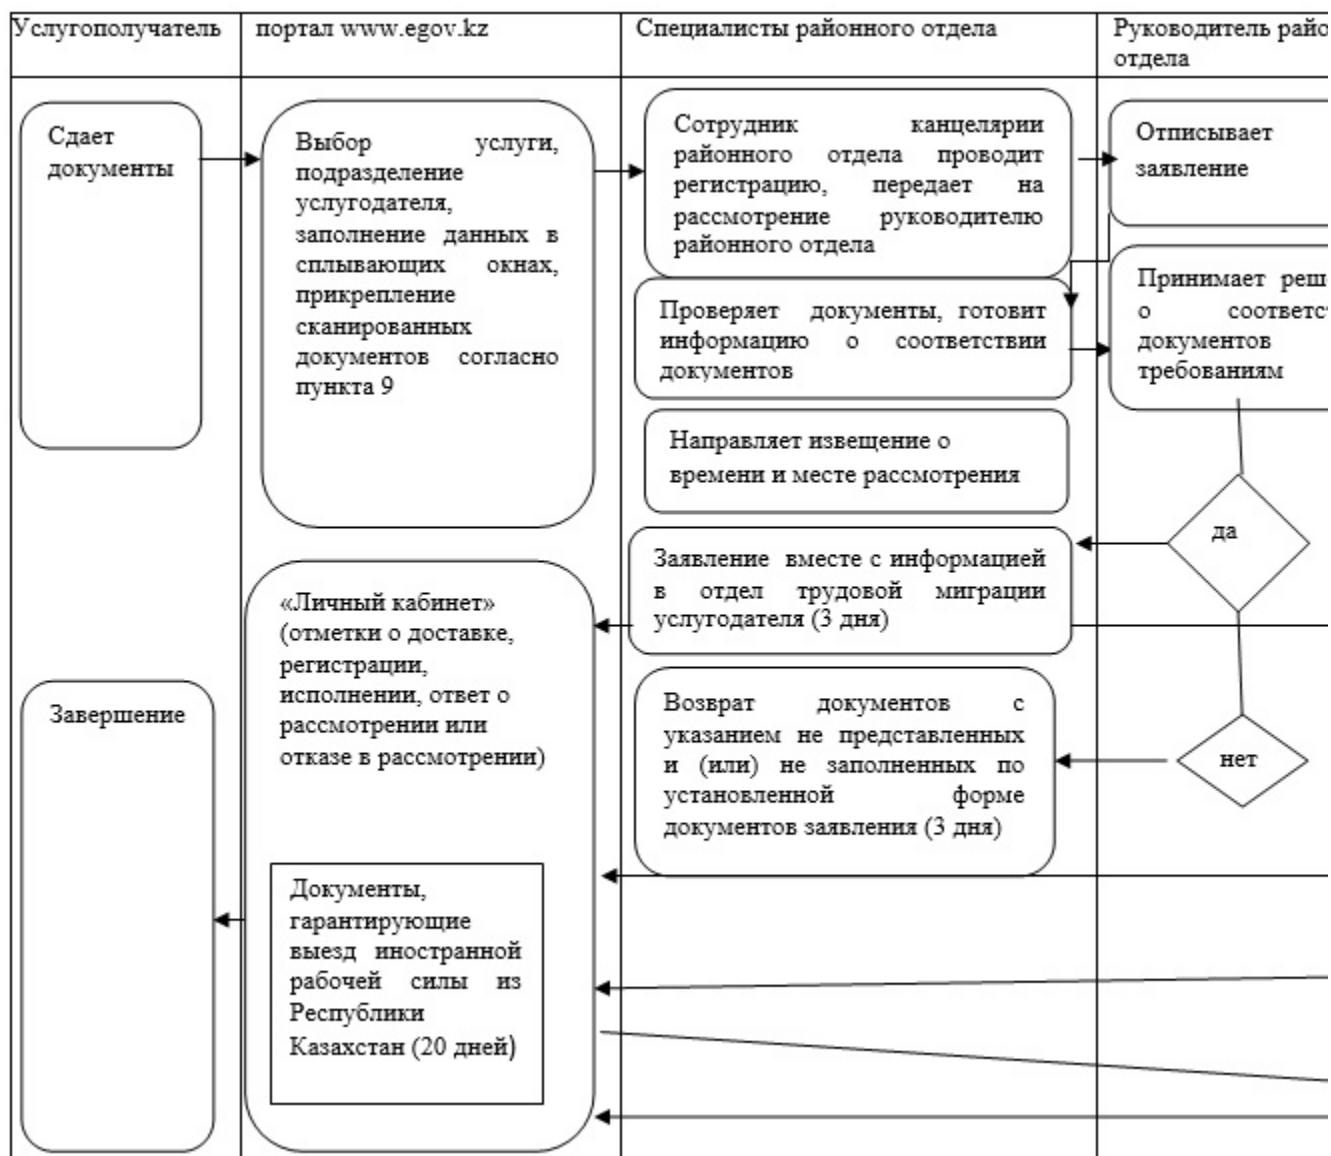 Услугополучатель
портал www.egov.kz
Специалисты районного отдела
Руководитель райо
отдела
Сдает
документы
Выбор услуги,
подразделение
услугодателя,
заполнение данных в
сплывающих окнах,
прикрепление
сканированных
документов согласно
пункта 9
Сотрудник канцелярии
районного отдела проводит
регистрацию, передает на
рассмотрение руководителю
районного отдела
Отписывает
заявление
Проверяет документы, готовит
информацию о соответствии
документов
Принимает реш
о соответст
документов
требованиям
Направляет извещение о
времени и месте рассмотрения
да
Заявление вместе с информацией
в отдел трудовой миграции
услугодателя (3 дня)
«Личный кабинет»
(отметки о доставке,
регистрации,
исполнении, ответ о
рассмотрении или
отказе в рассмотрении)
Завершение
Возврат документов с
указанием не представленных
и (или) не заполненных по
установленной форме
документов заявления (3 дня)
нет
Документы,
гарантирующие
выезд иностранной
рабочей силы из
Республики
Казахстан (20 дней)